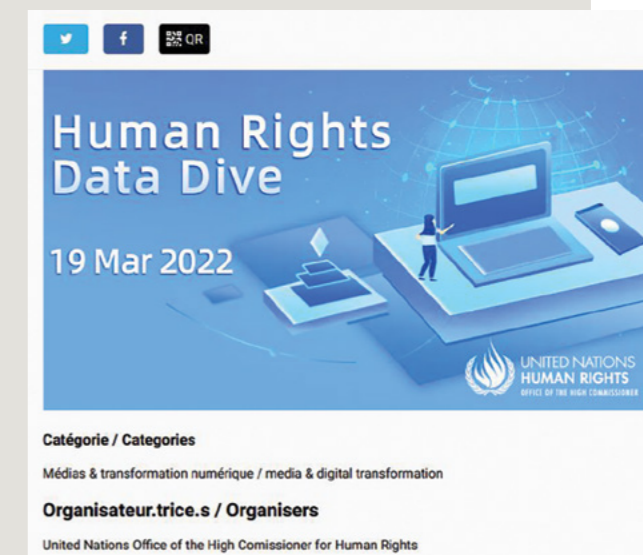 QR
Human Rights
Data Dive
19 Mar 2022
UNITED NATIONS
HUMAN RIGHTS
OFFICE OF THE HIGH COMMISSIONER
Catégorie / Categories
Médias & transformation numérique / media & digital transformation
Organisateur.trice.s / Organisers
United Nations Office of the High Comissioner for Human Rights